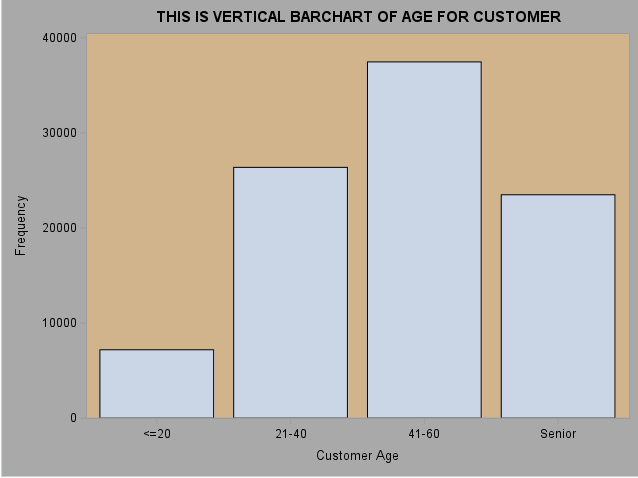 THIS IS VERTICAL BARCHART OF AGE FOR CUSTOMER
40000
30000
20000
10000
0
Frequency
<=20 21-40 41-60 Senior
Customer Age